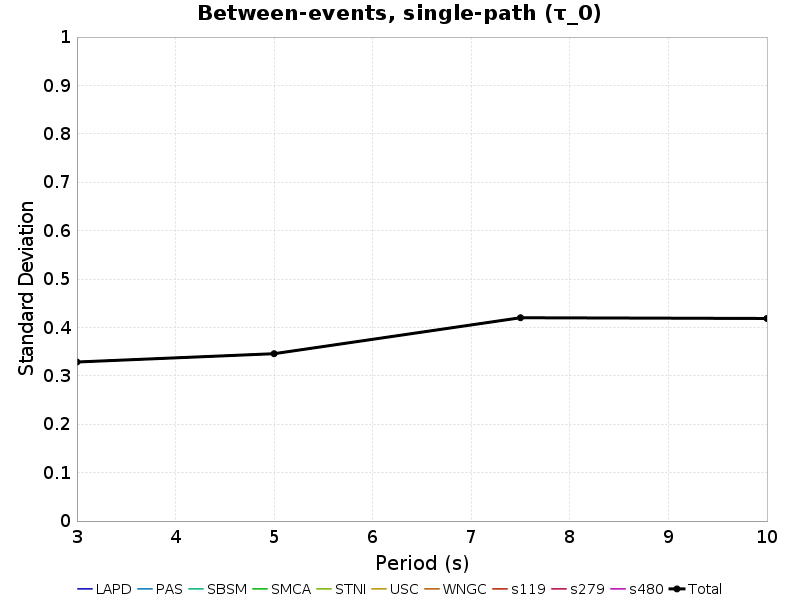 Between-events, single-path (τ_0)
1
0.9
0.8
0.7
0.6
0.5
0.4
0.3
0.2
0.1
0
Standard Deviation
3 4 5 6 7 8 9 10
Period (s)
LAPD PAS SBSM SMCA STNI USC WNGC s119 s279 s480 Total